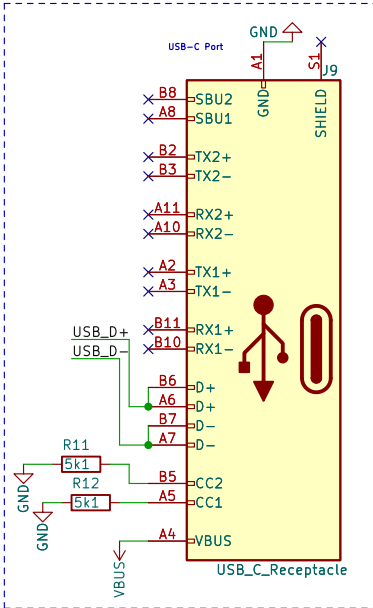 USB-C Port
GND
A1
S1
J9
GND
SHIELD
B8 SBU2
A8 SBU1
B2 TX2+
B3 TX2-
A11 RX2+
A10 RX2-
A2 TX1+
A3 TX1-
B11 RX1+
B10 RX1-
USB_D+
USB_D-
B6 D+
A6 D+
B7 D-
A7 D-
R11
5k1
GND
B5 CC2
R12
5k1
GND
A5 CC1
A4 VBUS
VBUS
USB_C_Receptacle